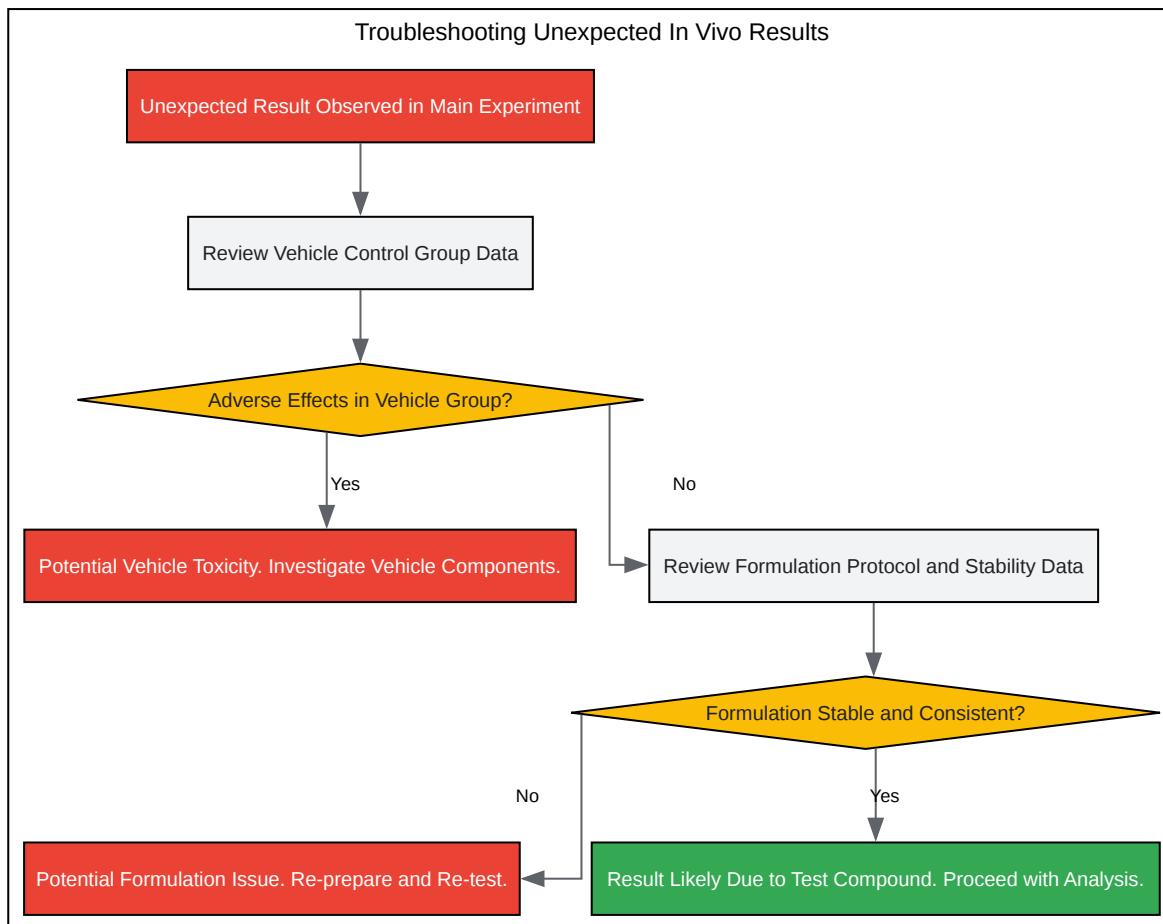 Troubleshooting Unexpected In Vivo Results
Unexpected Result Observed in Main Experiment
Review Vehicle Control Group Data
Adverse Effects in Vehicle Group?
Yes
No
Potential Vehicle Toxicity. Investigate Vehicle Components.
Review Formulation Protocol and Stability Data
Formulation Stable and Consistent?
No
Yes
Potential Formulation Issue. Re-prepare and Re-test.
Result Likely Due to Test Compound. Proceed with Analysis.